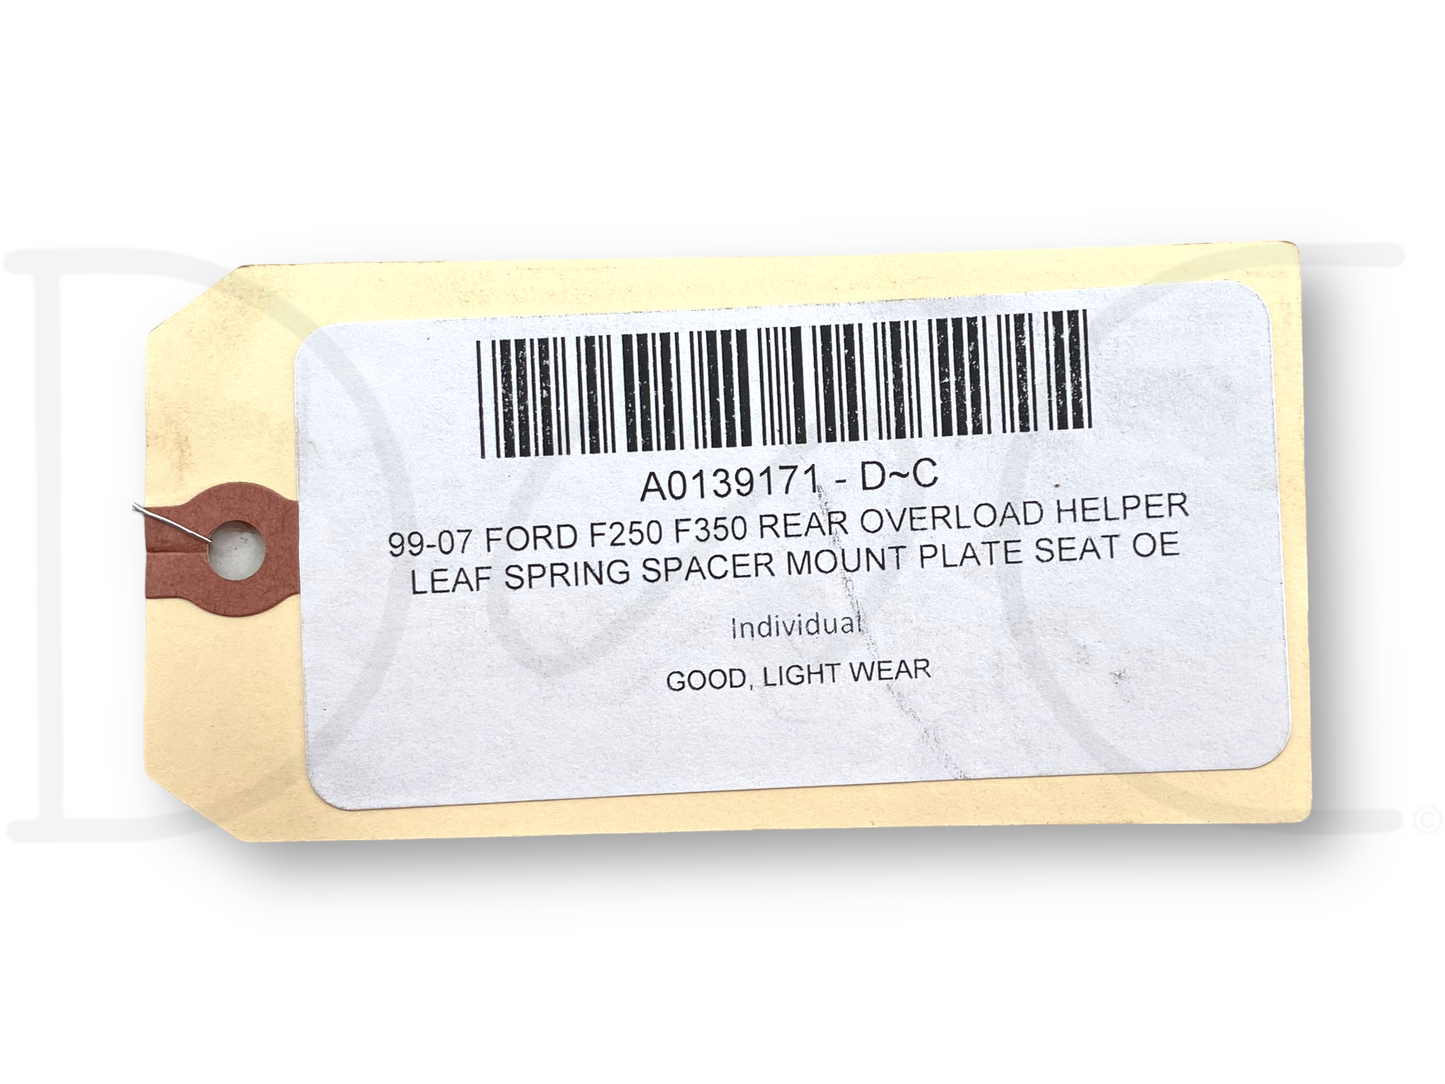 A0139171 - D~C
99-07 FORD F250 F350 REAR OVERLOAD HELPER
LEAF SPRING SPACER MOUNT PLATE SEAT OE
Individual
GOOD, LIGHT WEAR
D~C
©